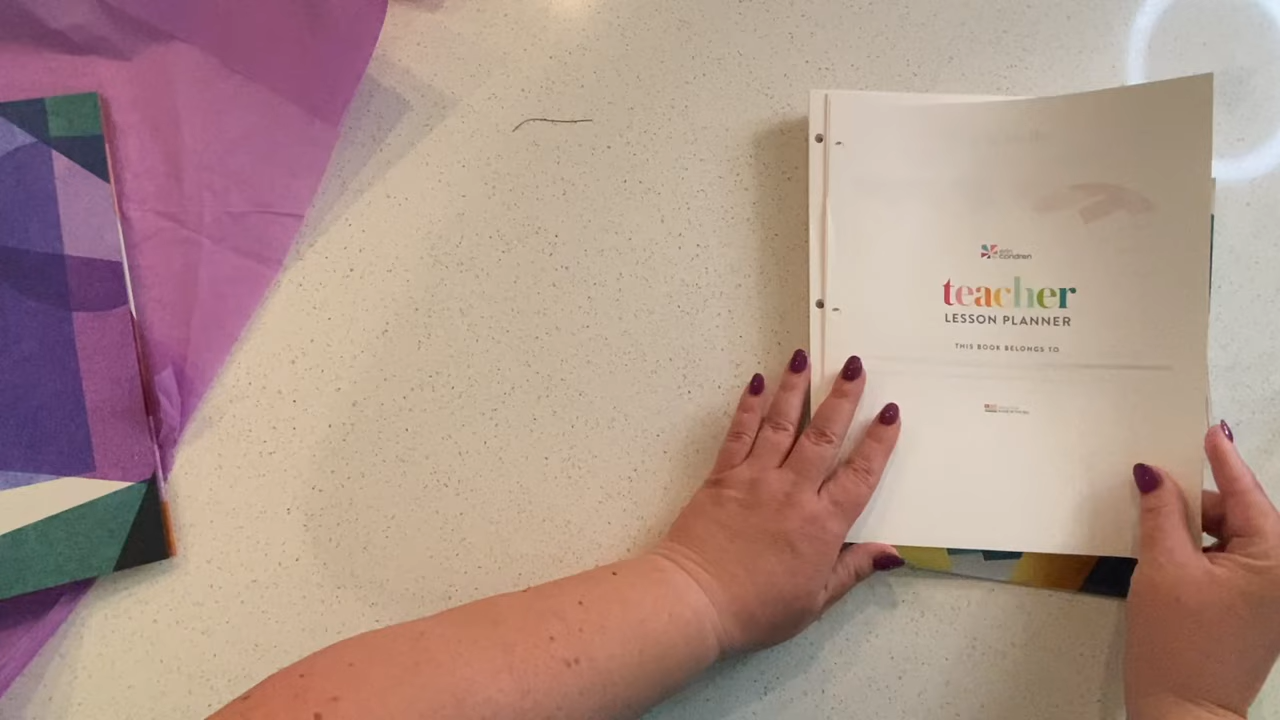 erin
condren
teacher
LESSON PLANNER
THIS BOOK BELONGS TO